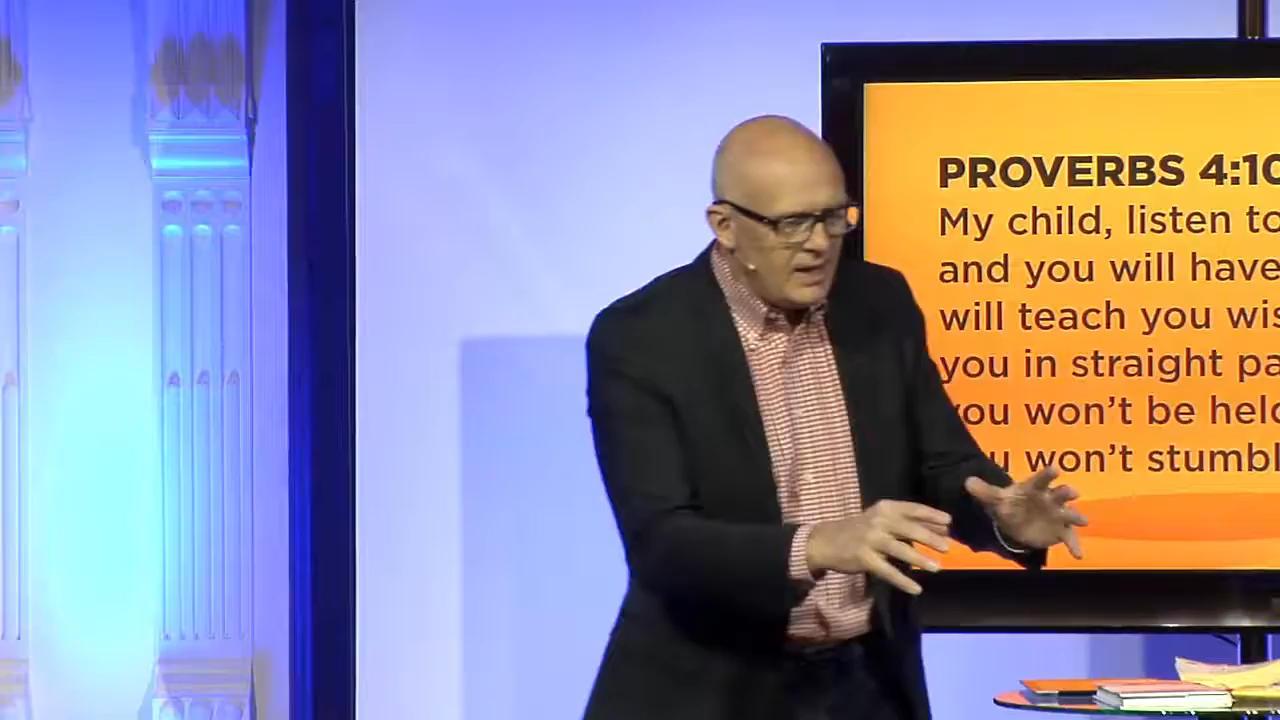 PROVERBS 4:10
My child, listen to
and you will have
will teach you wis
you in straight pa
you won't be held
you won't stumbl